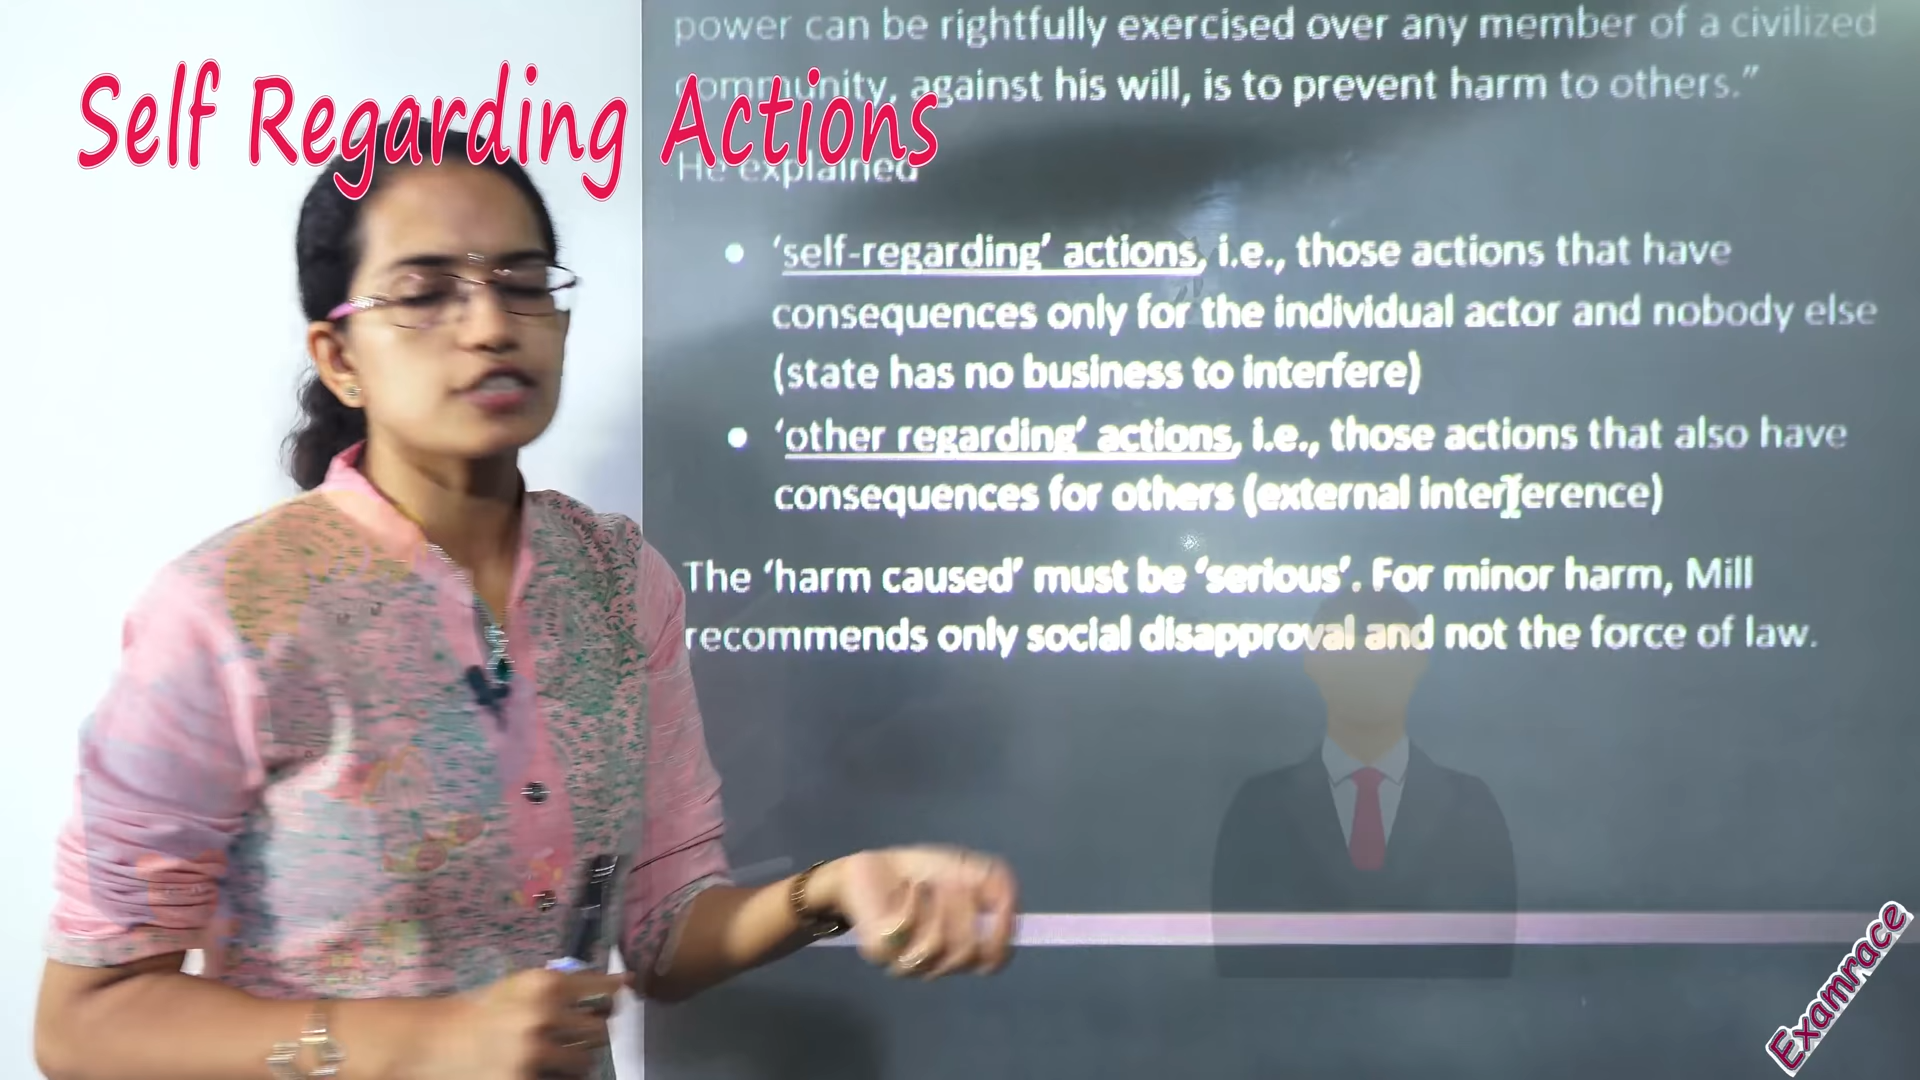 power can be rightfully exercised over any member of a civilized
Self Regarding Actions
community, against his will, is to prevent harm to others.”
He explained
• ‘self-regarding’ actions, i.e., those actions that have
consequences only for the individual actor and nobody else
(state has no business to interfere)
• ‘other regarding’ actions, i.e., those actions that also have
consequences for others (external interference)
The ‘harm caused’ must be ‘serious’. For minor harm, Mill
recommends only social disapproval and not the force of law.
Examrace